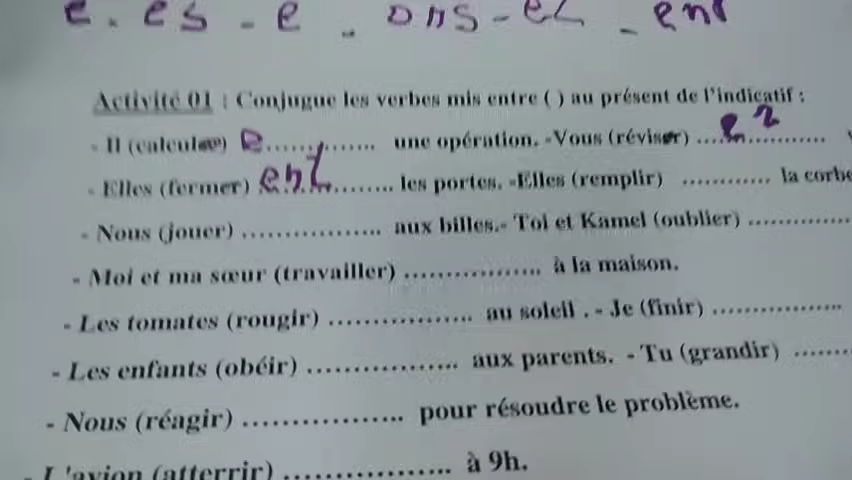 e - es - e - ons - ez - ent
Activité 01 : Conjugue les verbes mis entre ( ) au présent de l'indicatif :
- Il (calculer) e ............. une opération. -Vous (réviser) ...ez............
- Elles (fermer) ent ............. les portes. -Elles (remplir) ............ la corbe
- Nous (jouer) ................ aux billes.- Toi et Kamel (oublier) ..............
- Moi et ma sœur (travailler) ................ à la maison.
- Les tomates (rougir) ................ au soleil . - Je (finir) ................
- Les enfants (obéir) ................. aux parents. - Tu (grandir) .......
- Nous (réagir) .................. pour résoudre le problème.
- L'avion (atterrir) .................. à 9h.